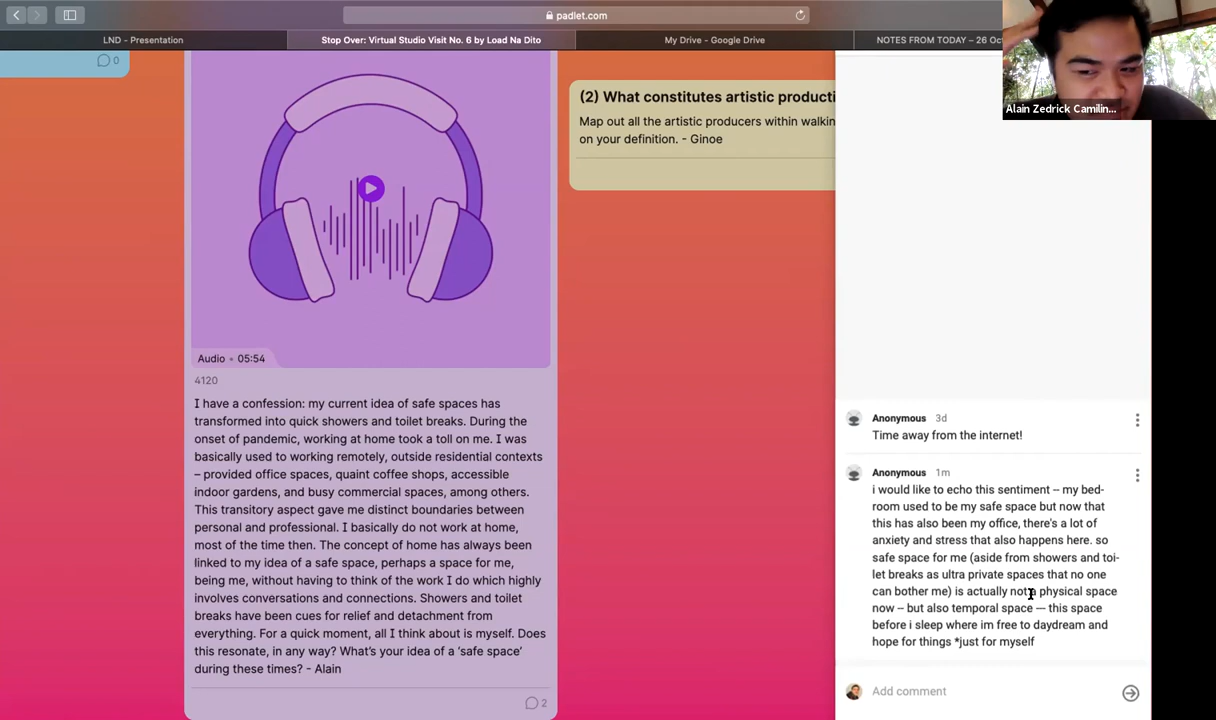 padlet.com
LND - Presentation
Stop Over: Virtual Studio Visit No. 6 by Load Na Dito
My Drive - Google Drive
NOTES FROM TODAY – 26 Oct
Alain Zedrick Camilin...
0
Audio • 05:54
4120
I have a confession: my current idea of safe spaces has
transformed into quick showers and toilet breaks. During the
onset of pandemic, working at home took a toll on me. I was
basically used to working remotely, outside residential contexts
– provided office spaces, quaint coffee shops, accessible
indoor gardens, and busy commercial spaces, among others.
This transitory aspect gave me distinct boundaries between
personal and professional. I basically do not work at home,
most of the time then. The concept of home has always been
linked to my idea of a safe space, perhaps a space for me,
being me, without having to think of the work I do which highly
involves conversations and connections. Showers and toilet
breaks have been cues for relief and detachment from
everything. For a quick moment, all I think about is myself. Does
this resonate, in any way? What's your idea of a 'safe space'
during these times? - Alain
2
(2) What constitutes artistic producti
Map out all the artistic producers within walkin
on your definition. - Ginoe
Anonymous 3d
Time away from the internet!
Anonymous 1m
i would like to echo this sentiment -- my bed-
room used to be my safe space but now that
this has also been my office, there's a lot of
anxiety and stress that also happens here. so
safe space for me (aside from showers and toi-
let breaks as ultra private spaces that no one
can bother me) is actually not a physical space
now -- but also temporal space --- this space
before i sleep where im free to daydream and
hope for things *just for myself
Add comment